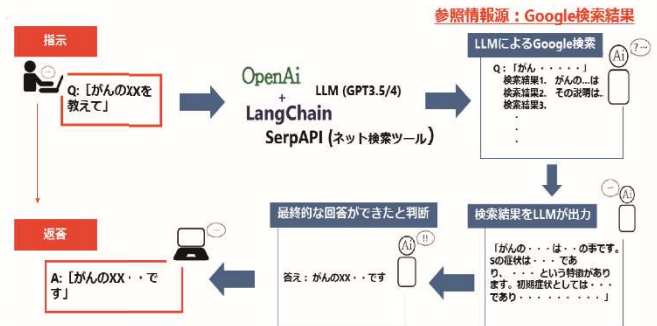 参照情報源：Google検索結果
指示
Q:「がんのXXを
教えて」
OpenAi
+
LangChain
LLM (GPT3.5/4)
SerpAPI (ネット検索ツール)
LLMによるGoogle検索
Ai
?…
Q：「がん・・・・・」
検索結果1. がんの…は
検索結果2. その説明は..
検索結果3.
.
.
.
検索結果をLLMが出力
Ai
「がんの・・・は・・の事です。
Sの症状は・・・であ
り、・・・という特徴があり
ます。初期症状としては・・・
であり・・・・・・・・・」
最終的な回答ができたと判断
Ai
!!
答え：がんのXX・・です
返答
A:「がんのXX・・で
す」